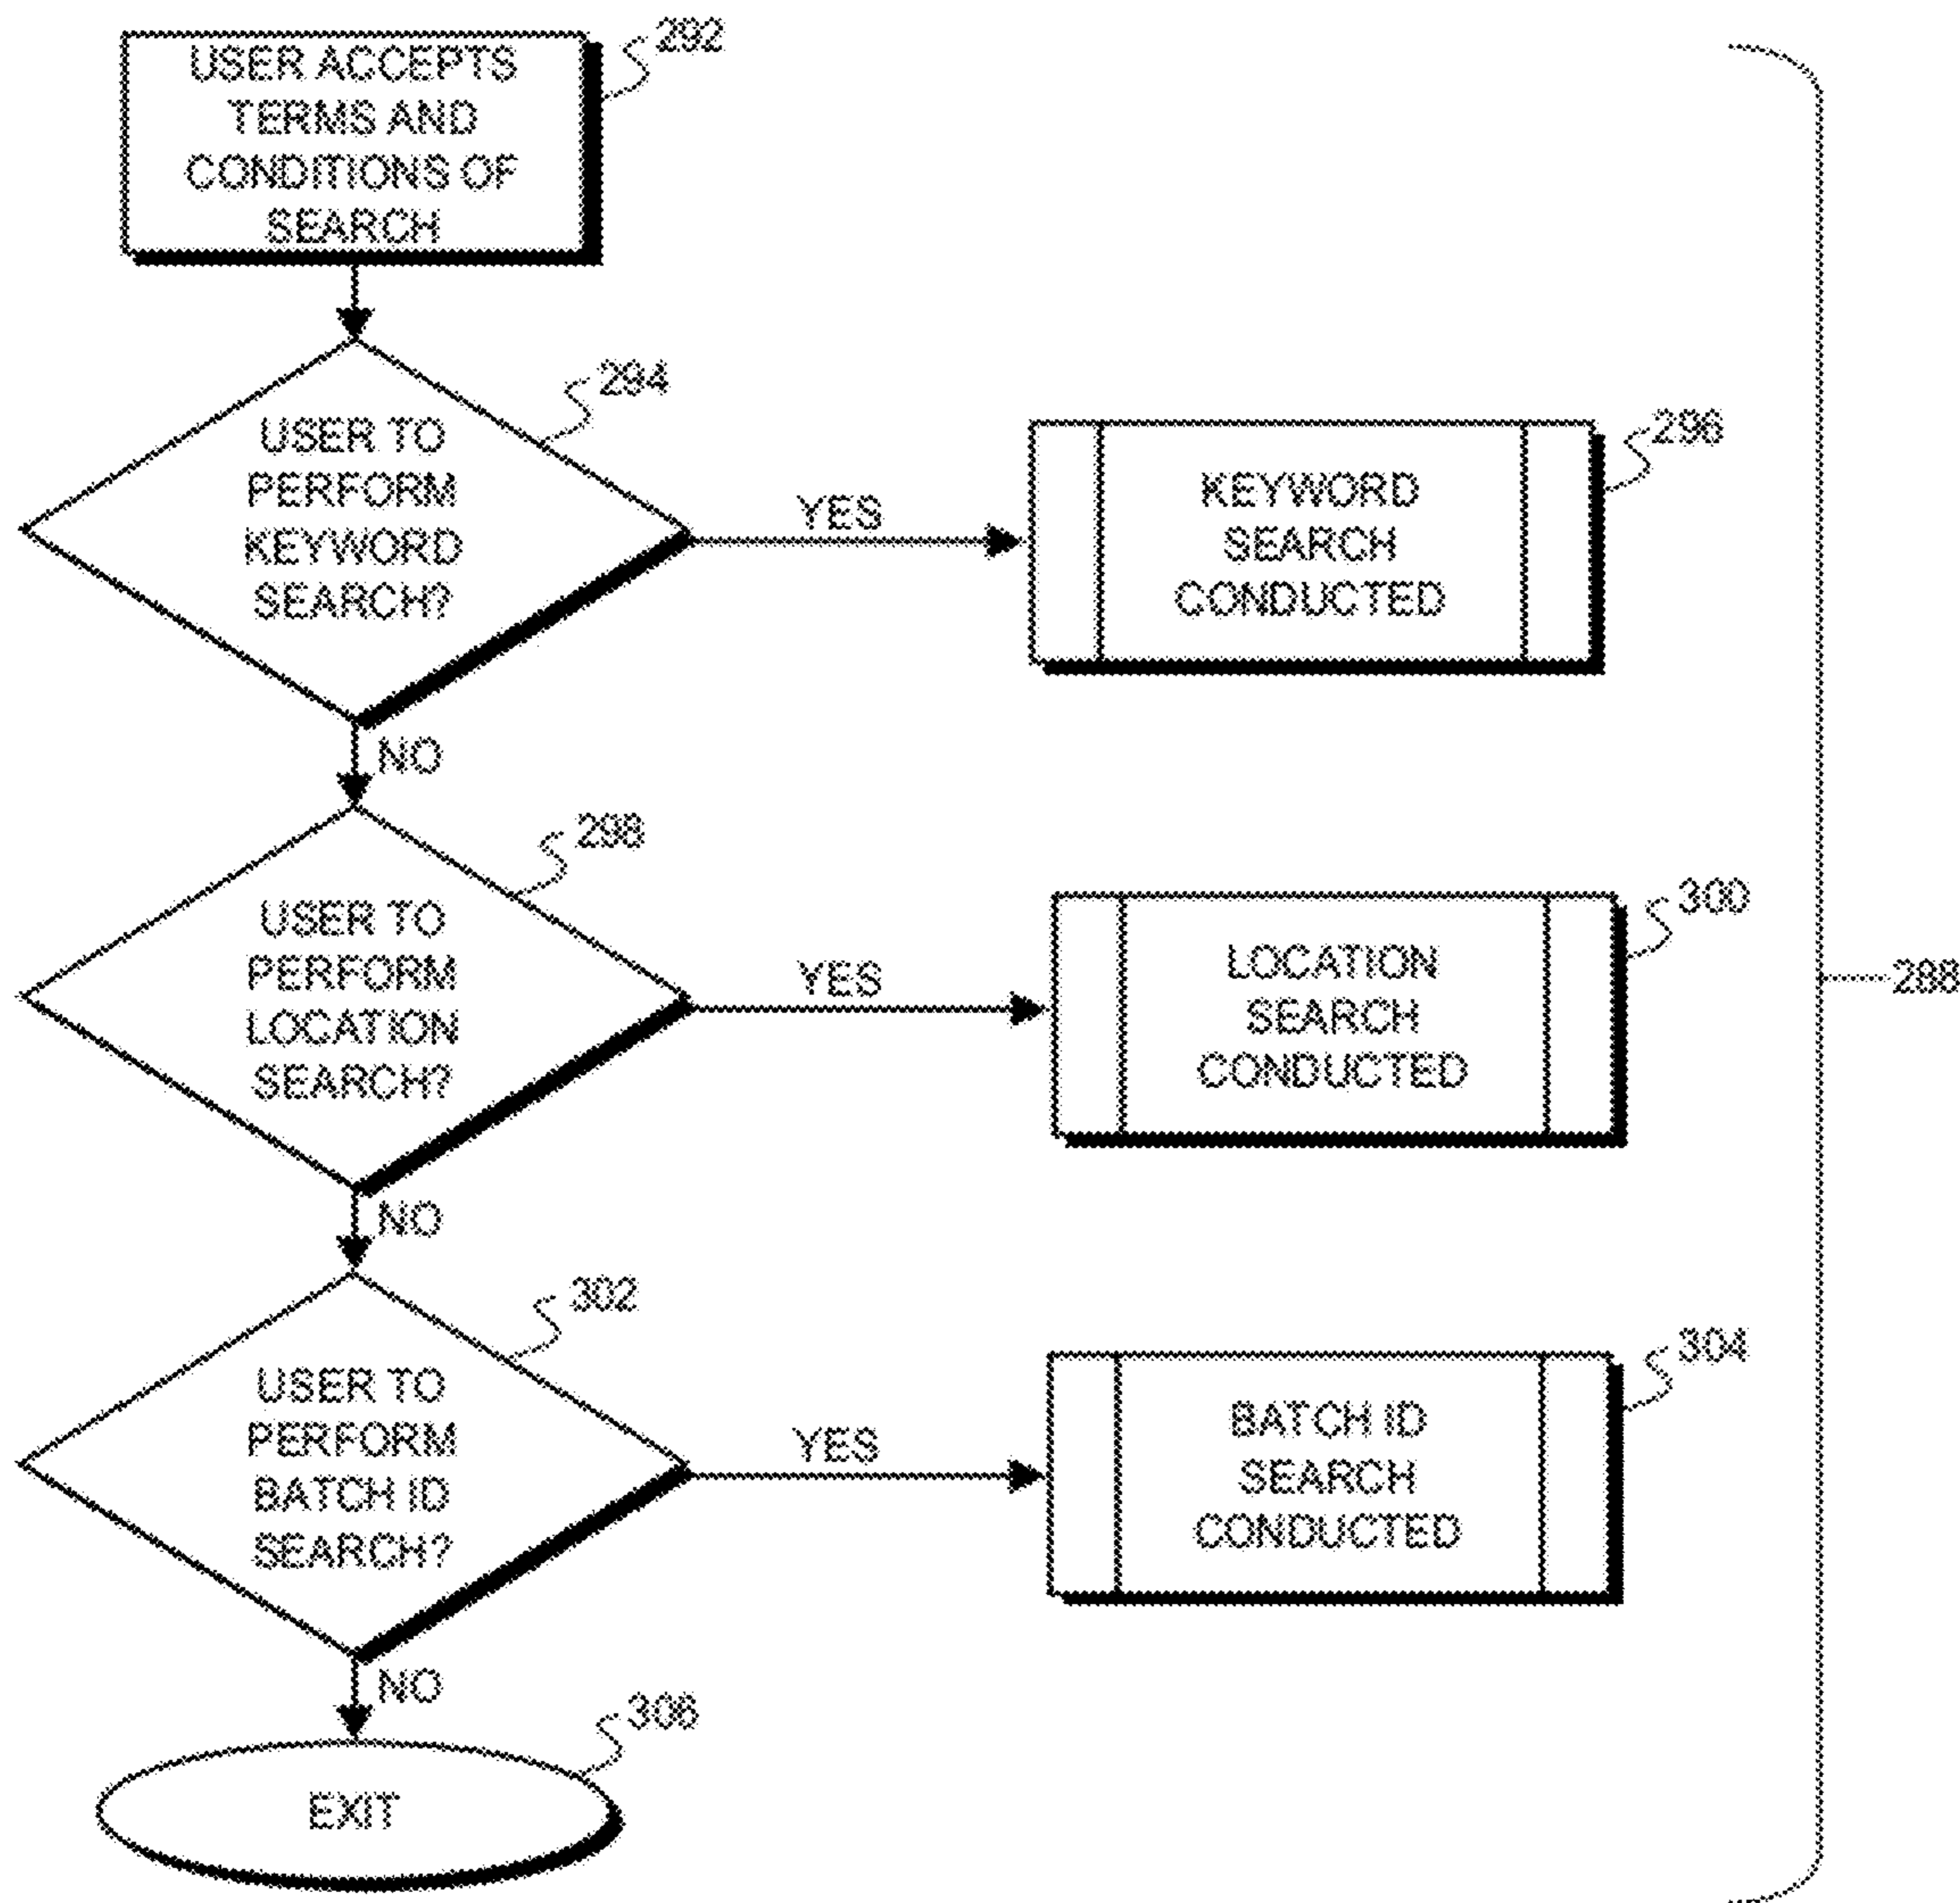 USER ACCEPTS
TERMS AND
CONDITIONS OF
SEARCH
292
USER TO
PERFORM
KEYWORD
SEARCH?
294
YES
KEYWORD
SEARCH
CONDUCTED
296
NO
USER TO
PERFORM
LOCATION
SEARCH?
298
YES
LOCATION
SEARCH
CONDUCTED
300
288
NO
USER TO
PERFORM
BATCH ID
SEARCH?
302
YES
BATCH ID
SEARCH
CONDUCTED
304
NO
EXIT
306